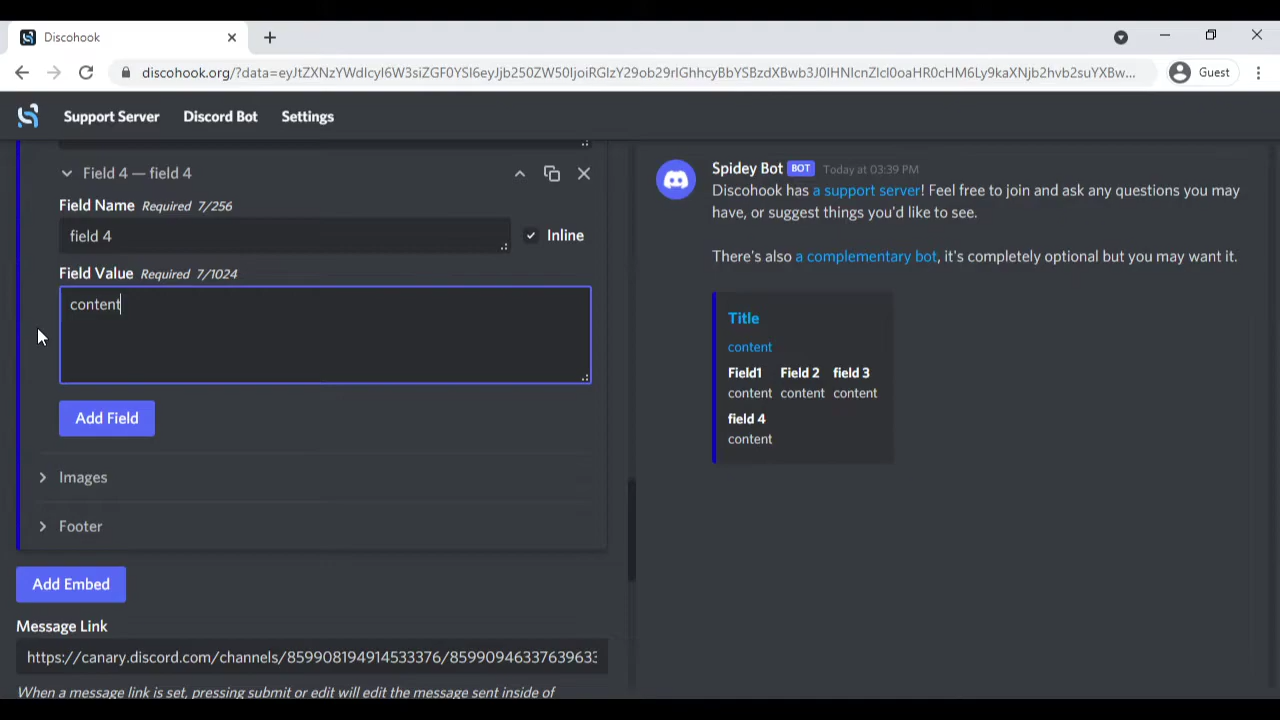 Discohook
discohook.org/?data=eyJtZXNzYWdlcyI6W3siZGF0YSI6eyJjb250ZW50IjoiRGlzY29ob29rIGhhcyBbYSBzdXBwb3J0IHNlcnZlcl0oaHR0cHM6Ly9kaXNjb2hvb2suYXBw...
Guest
Support Server
Discord Bot
Settings
Field 4 — field 4
Field Name Required 7/256
field 4
Inline
Field Value Required 7/1024
content
Add Field
Images
Footer
Add Embed
Message Link
https://canary.discord.com/channels/859908194914533376/85990946337639633
When a message link is set, pressing submit or edit will edit the message sent inside of
Spidey Bot BOT Today at 03:39 PM
Discohook has a support server! Feel free to join and ask any questions you may
have, or suggest things you'd like to see.
There's also a complementary bot, it's completely optional but you may want it.
Title
content
Field1 Field 2 field 3
content content content
field 4
content